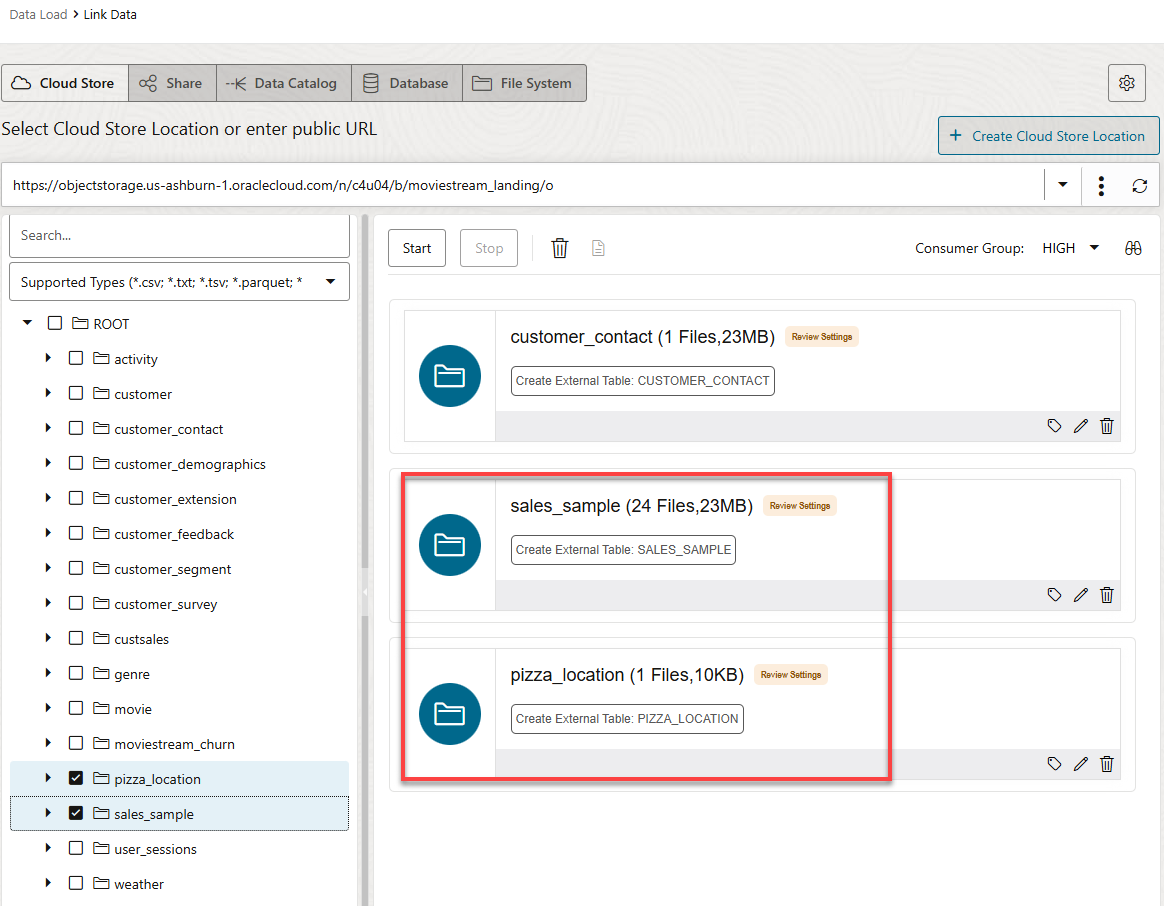 Data Load > Link Data
Cloud Store
Share
Data Catalog
Database
File System
Select Cloud Store Location or enter public URL
+ Create Cloud Store Location
https://objectstorage.us-ashburn-1.oraclecloud.com/n/c4u04/b/moviestream_landing/o
Search...
Supported Types (*.csv; *.txt; *.tsv; *.parquet; *
ROOT
activity
customer
customer_contact
customer_demographics
customer_extension
customer_feedback
customer_segment
customer_survey
custsales
genre
movie
moviestream_churn
pizza_location
sales_sample
user_sessions
weather
Start
Stop
Consumer Group: HIGH
customer_contact (1 Files,23MB) Review Settings
Create External Table: CUSTOMER_CONTACT
sales_sample (24 Files,23MB) Review Settings
Create External Table: SALES_SAMPLE
pizza_location (1 Files,10KB) Review Settings
Create External Table: PIZZA_LOCATION